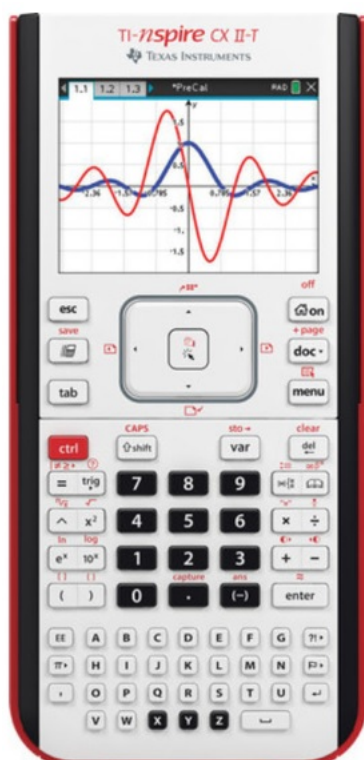 TI-nspire CX II-T
TEXAS INSTRUMENTS
1.1 1.2 1.3 *PreCal RAD
y
1.5
-2.36 -1.57 -0.785 0.785 1.57 2.36
-0.5
-1.
-1.5
off
esc on
save +page
doc
tab menu
CAPS sto→ clear
ctrl shift var del
= trig 7 8 9
^ x² 4 5 6 × ÷
ln log
eˣ 10ˣ 1 2 3 + −
capture ans
( ) 0 . (−) enter
EE A B C D E F G ?!
π H I J K L M N
, O P Q R S T U
V W X Y Z